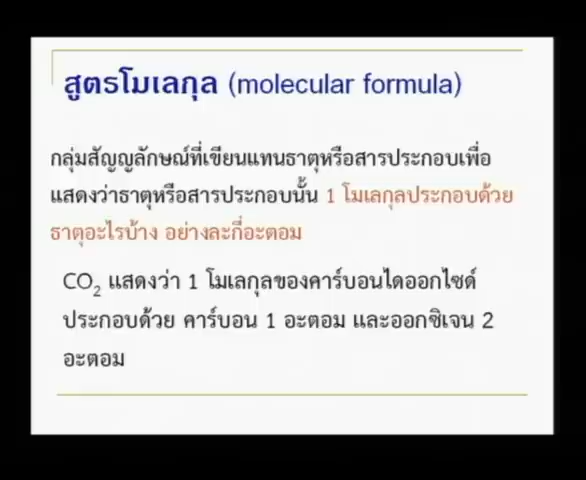 สูตรโมเลกุล (molecular formula)
กลุ่มสัญญลักษณ์ที่เขียนแทนธาตุหรือสารประกอบเพื่อ
แสดงว่าธาตุหรือสารประกอบนั้น 1 โมเลกุลประกอบด้วย
ธาตุอะไรบ้าง อย่างละกี่อะตอม
CO₂ แสดงว่า 1 โมเลกุลของคาร์บอนไดออกไซด์
ประกอบด้วย คาร์บอน 1 อะตอม และออกซิเจน 2
อะตอม